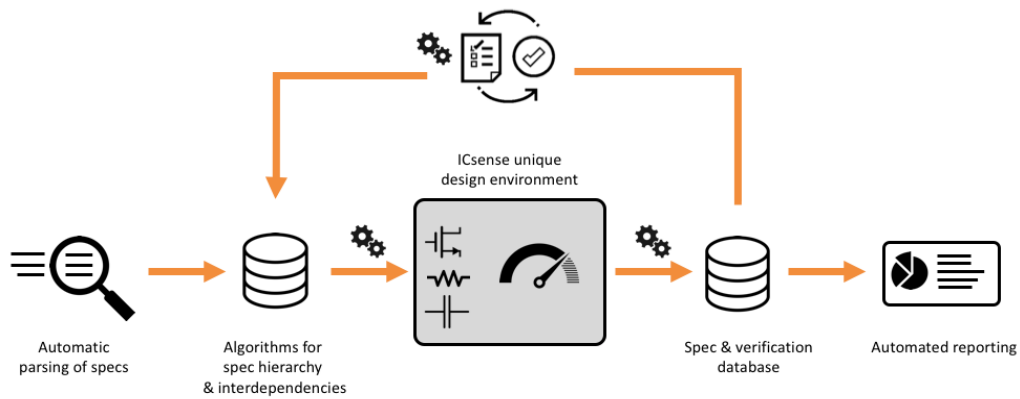 ICsense unique
design environment
Automatic
parsing of specs
Algorithms for
spec hierarchy
& interdependencies
Spec & verification
database
Automated reporting